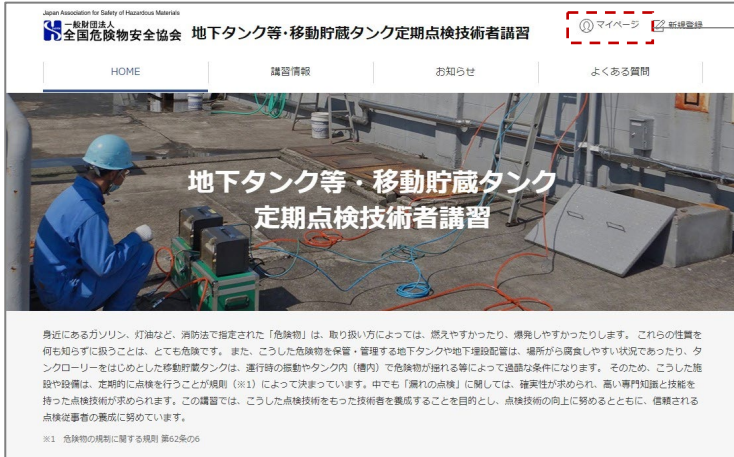 Japan Association for Safety of Hazardous Materials
一般財団法人
全国危険物安全協会 地下タンク等・移動貯蔵タンク定期点検技術者講習
マイページ 新規登録
HOME 講習情報 お知らせ よくある質問
地下タンク等・移動貯蔵タンク
定期点検技術者講習
身近にあるガソリン、灯油など、消防法で指定された「危険物」は、取り扱い方によっては、燃えやすかったり、爆発しやすかったりします。 これらの性質を
何も知らずに扱うことは、とても危険です。 また、こうした危険物を保管・管理する地下タンクや地下埋設配管は、場所がら腐食しやすい状況であったり、タ
ンクローリーをはじめとした移動貯蔵タンクは、運行時の振動やタンク内（槽内）で危険物が揺れる等によって過酷な条件になります。 そのため、こうした施
設や設備は、定期的に点検を行うことが規則（※1）によって決まっています。中でも「漏れの点検」に関しては、確実性が求められ、高い専門知識と技能を
持った点検技術が求められます。この講習では、こうした点検技術をもった技術者を養成することを目的とし、点検技術の向上に努めるとともに、信頼される
点検従事者の養成に努めています。
※1 危険物の規制に関する規則 第62条の6